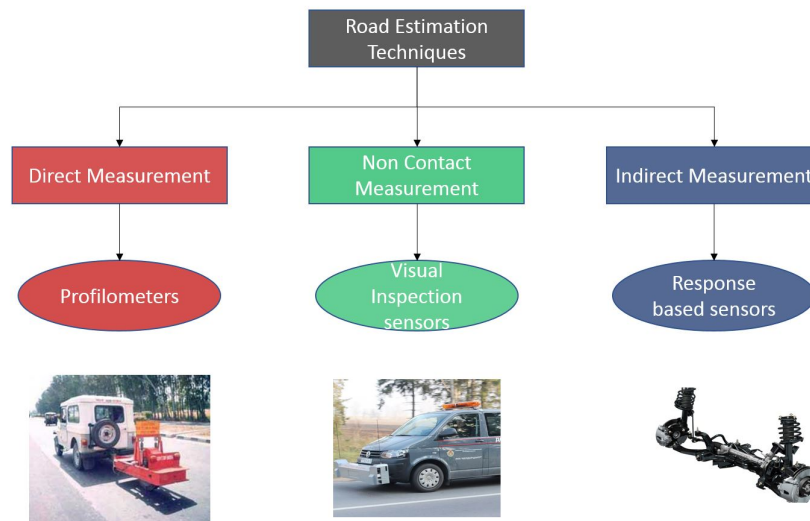 Road Estimation
Techniques
Direct Measurement
Non Contact
Measurement
Indirect Measurement
Profilometers
Visual
Inspection
sensors
Response
based sensors